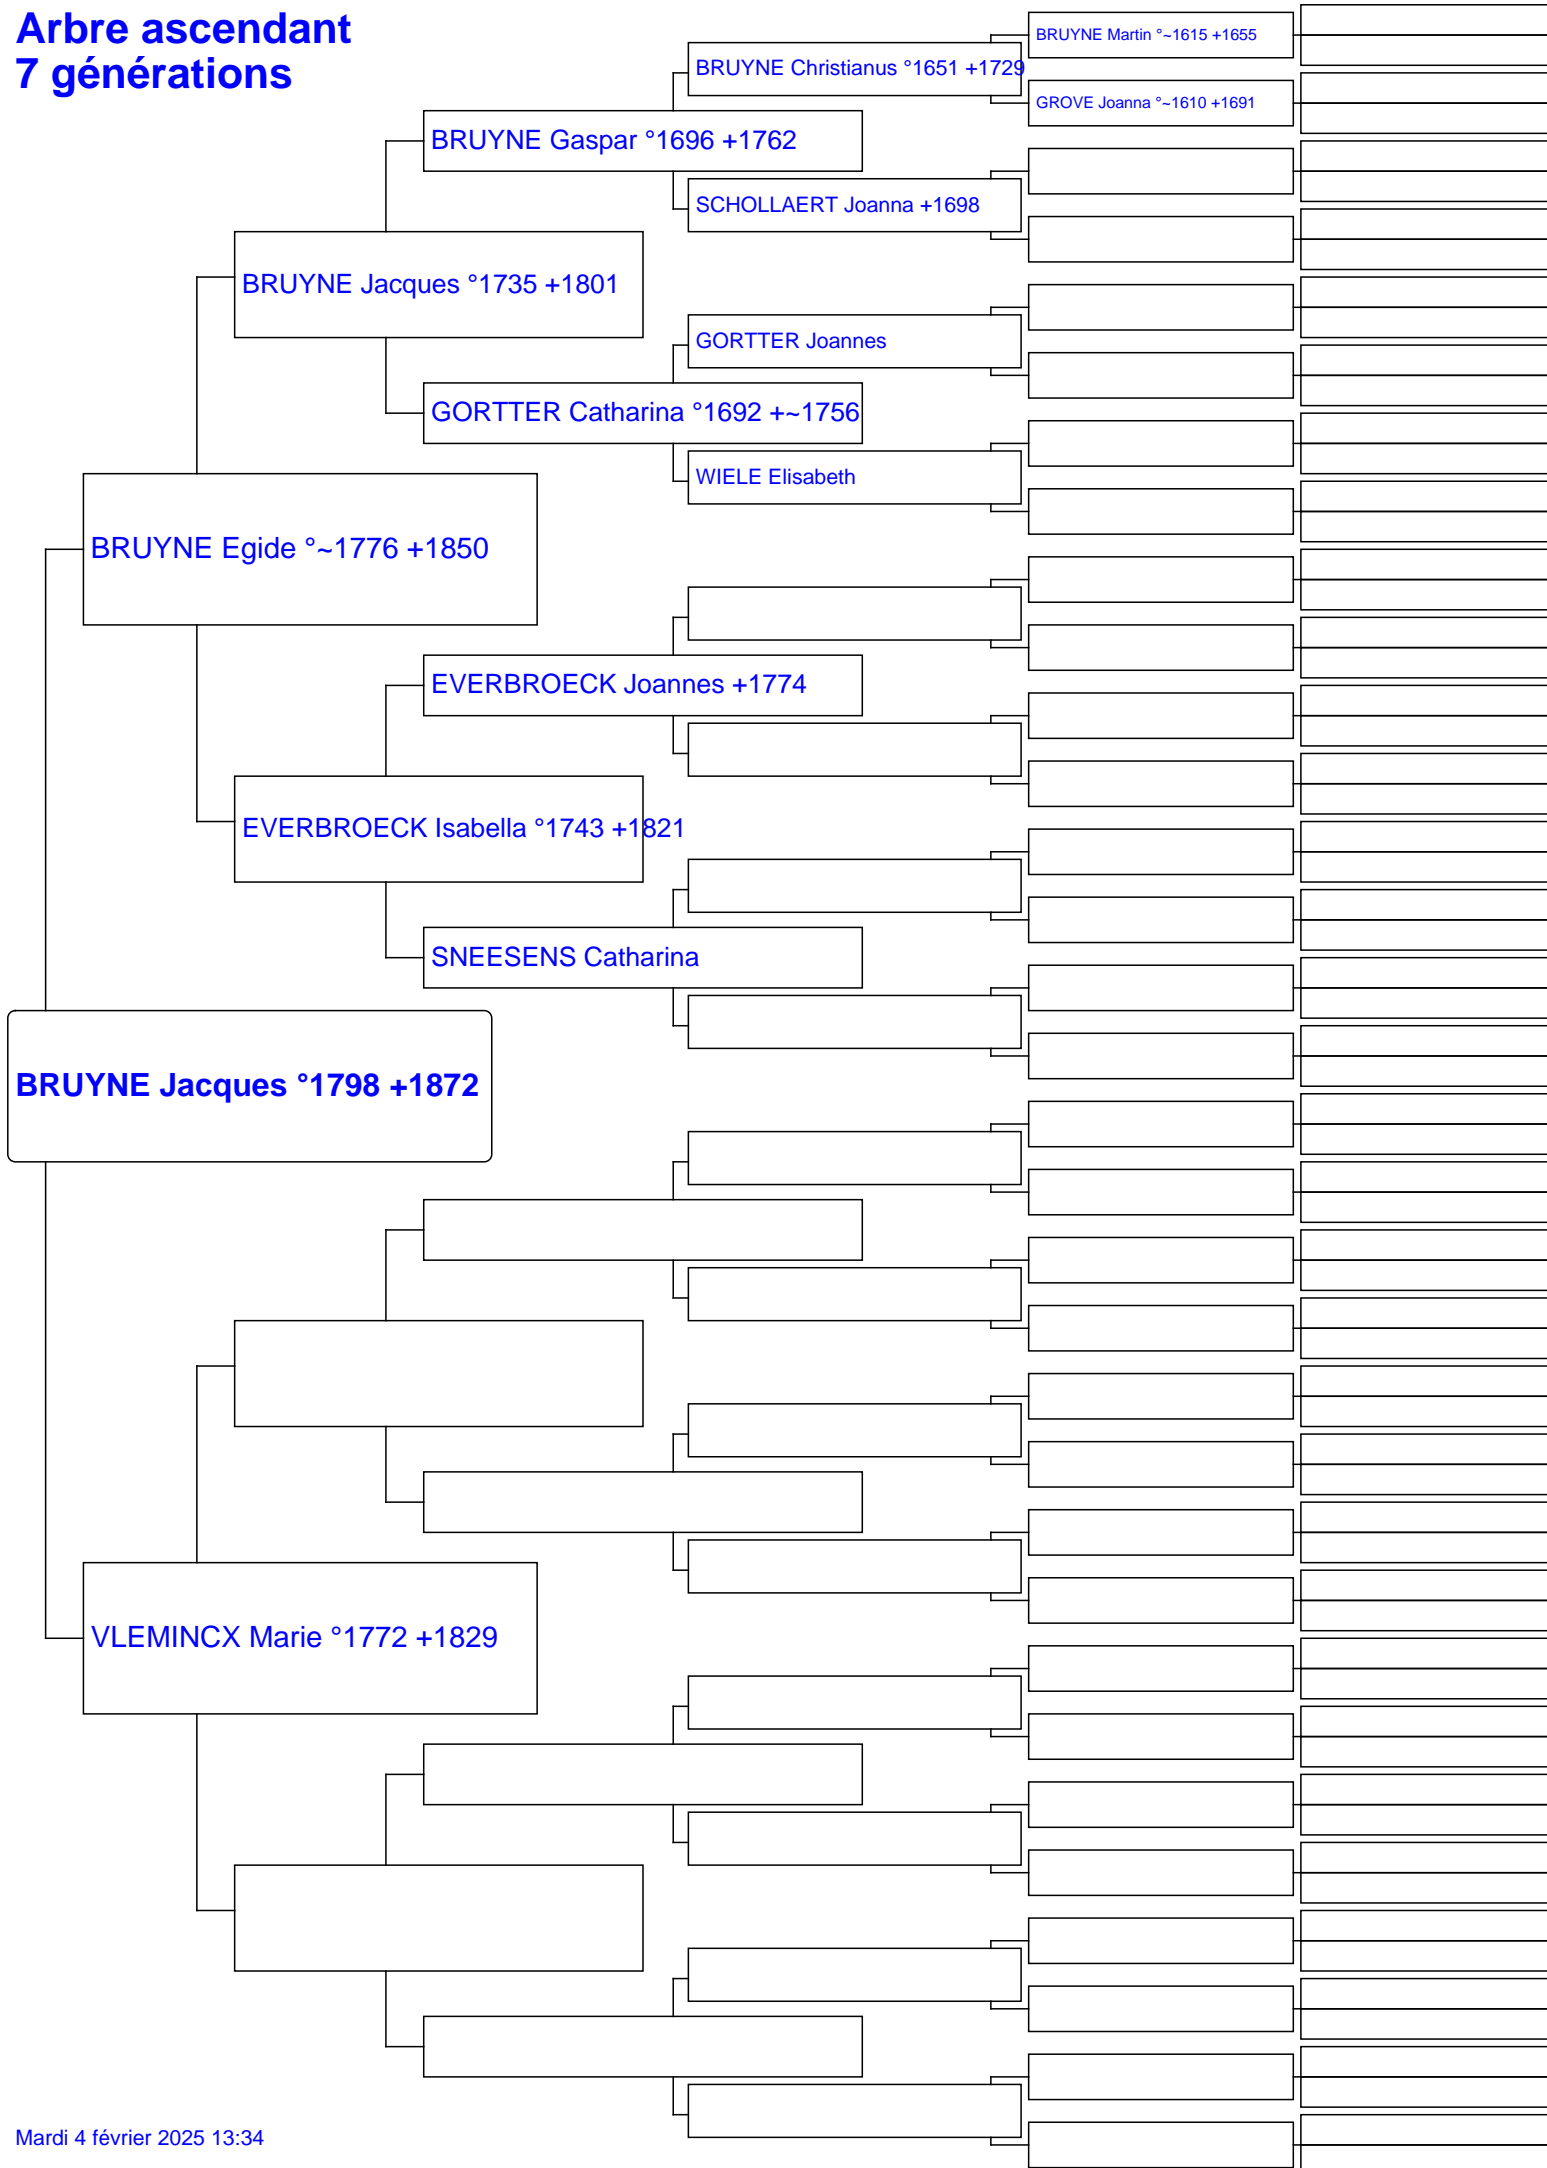 Arbre ascendant
7 générations
BRUYNE Martin °~1615 +1655
BRUYNE Christianus °1651 +1729
GROVE Joanna °~1610 +1691
BRUYNE Gaspar °1696 +1762
SCHOLLAERT Joanna +1698
BRUYNE Jacques °1735 +1801
GORTTER Joannes
GORTTER Catharina °1692 +~1756
WIELE Elisabeth
BRUYNE Egide °~1776 +1850
EVERBROECK Joannes +1774
EVERBROECK Isabella °1743 +1821
SNEESENS Catharina
BRUYNE Jacques °1798 +1872
VLEMINCX Marie °1772 +1829
Mardi 4 février 2025 13:34